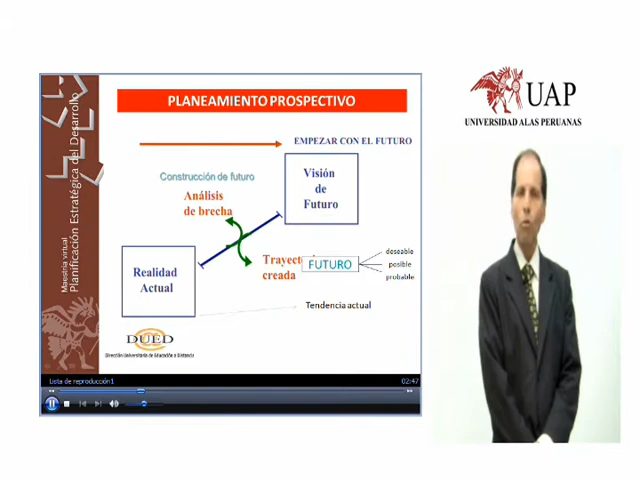 Maestría virtual
Planificación Estratégica del Desarrollo
PLANEAMIENTO PROSPECTIVO
EMPEZAR CON EL FUTURO
Construcción de futuro
Análisis
de brecha
Visión
de
Futuro
Realidad
Actual
creada
FUTURO
deseable
posible
probable
Tendencia actual
DUED
Dirección Universitaria de Educación a Distancia
Lista de reproducción1
02:47
UAP
UNIVERSIDAD ALAS PERUANAS